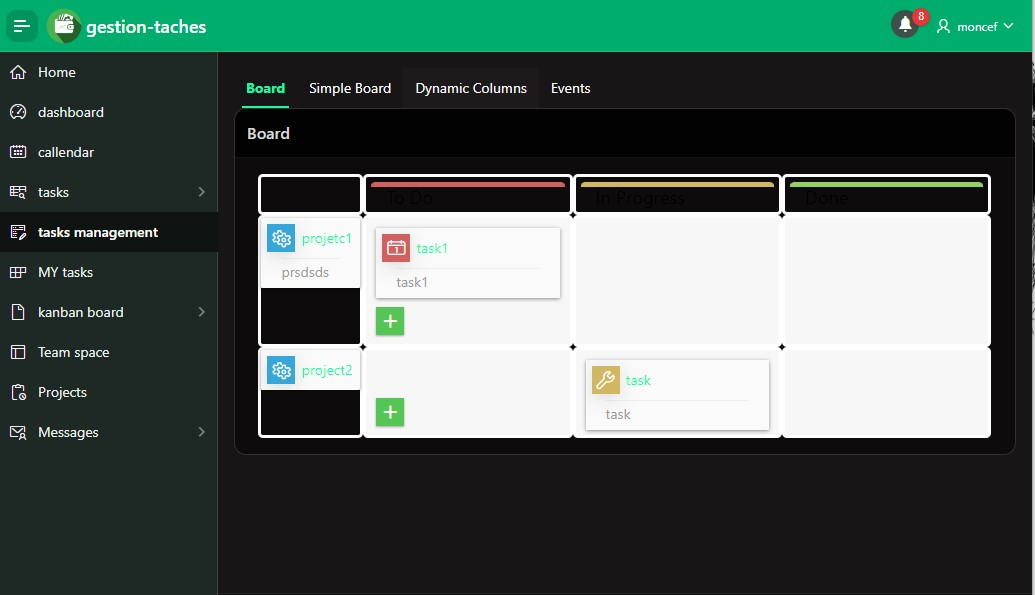 gestion-taches
8
moncef
Home
dashboard
callendar
tasks
tasks management
MY tasks
kanban board
Team space
Projects
Messages
Board
Simple Board
Dynamic Columns
Events
Board
To Do
In Progress
Done
projetc1
prsdsds
1
task1
task1
project2
task
task